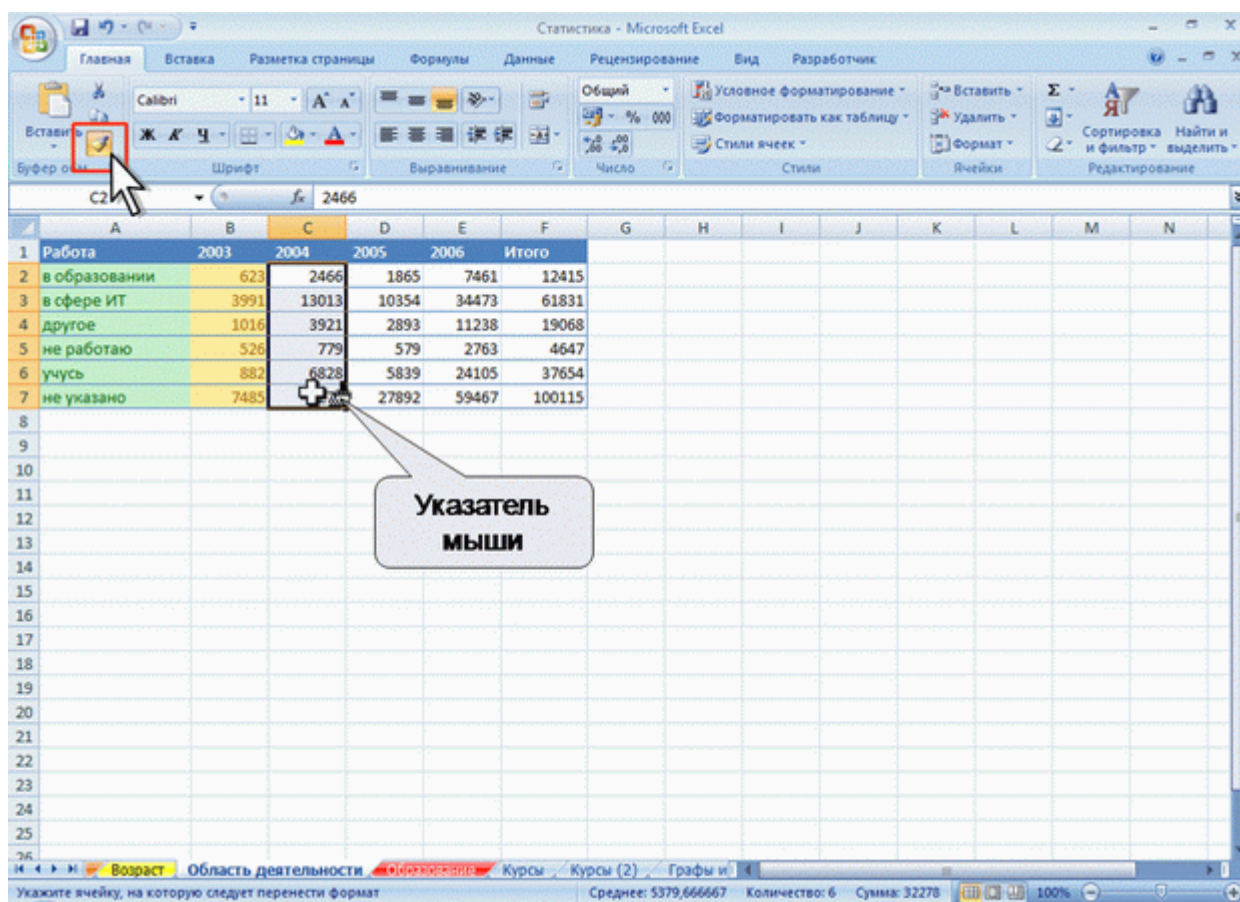 Статистика - Microsoft Excel
Главная Вставка Разметка страницы Формулы Данные Рецензирование Вид Разработчик
Вставить
Calibri 11
Общий
Условное форматирование
Вставить
Σ
Ж К Ч
% 000
Форматировать как таблицу
Удалить
Сортировка и фильтр
Найти и выделить
Стили ячеек
Формат
Шрифт Выравнивание Число Стили Ячейки Редактирование
fx 2466
A B C D E F G H I J K L M N
1 Работа 2003 2004 2005 2006 Итого
2 в образовании 623 2466 1865 7461 12415
3 в сфере ИТ 3991 13013 10354 34473 61831
4 другое 1016 3921 2893 11238 19068
5 не работаю 526 779 579 2763 4647
6 учусь 882 6828 5839 24105 37654
7 не указано 7485 27892 59467 100115
8
9
10
11
12
13
14
15
16
17
18
19
20
21
22
23
24
25
26
Указатель
мыши
Возраст Область деятельности Образование Курсы Курсы (2) Графы и
Укажите ячейку, на которую следует перенести формат Среднее: 5379,666667 Количество: 6 Сумма: 32278 100%